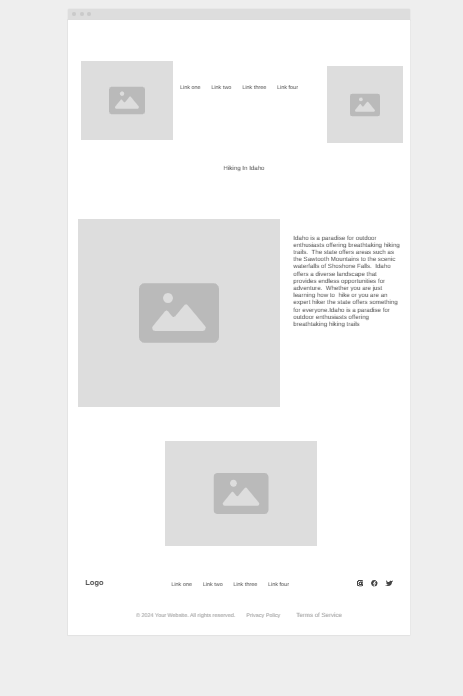 Link one Link two Link three Link four
Hiking In Idaho
Idaho is a paradise for outdoor
enthusiasts offering breathtaking hiking
trails. The state offers areas such as
the Sawtooth Mountains to the scenic
waterfalls of Shoshone Falls. Idaho
offers a diverse landscape that
provides endless opportunities for
adventure. Whether you are just
learning how to hike or you are an
expert hiker the state offers something
for everyone.Idaho is a paradise for
outdoor enthusiasts offering
breathtaking hiking trails
Logo Link one Link two Link three Link four
© 2024 Your Website. All rights reserved. Privacy Policy Terms of Service